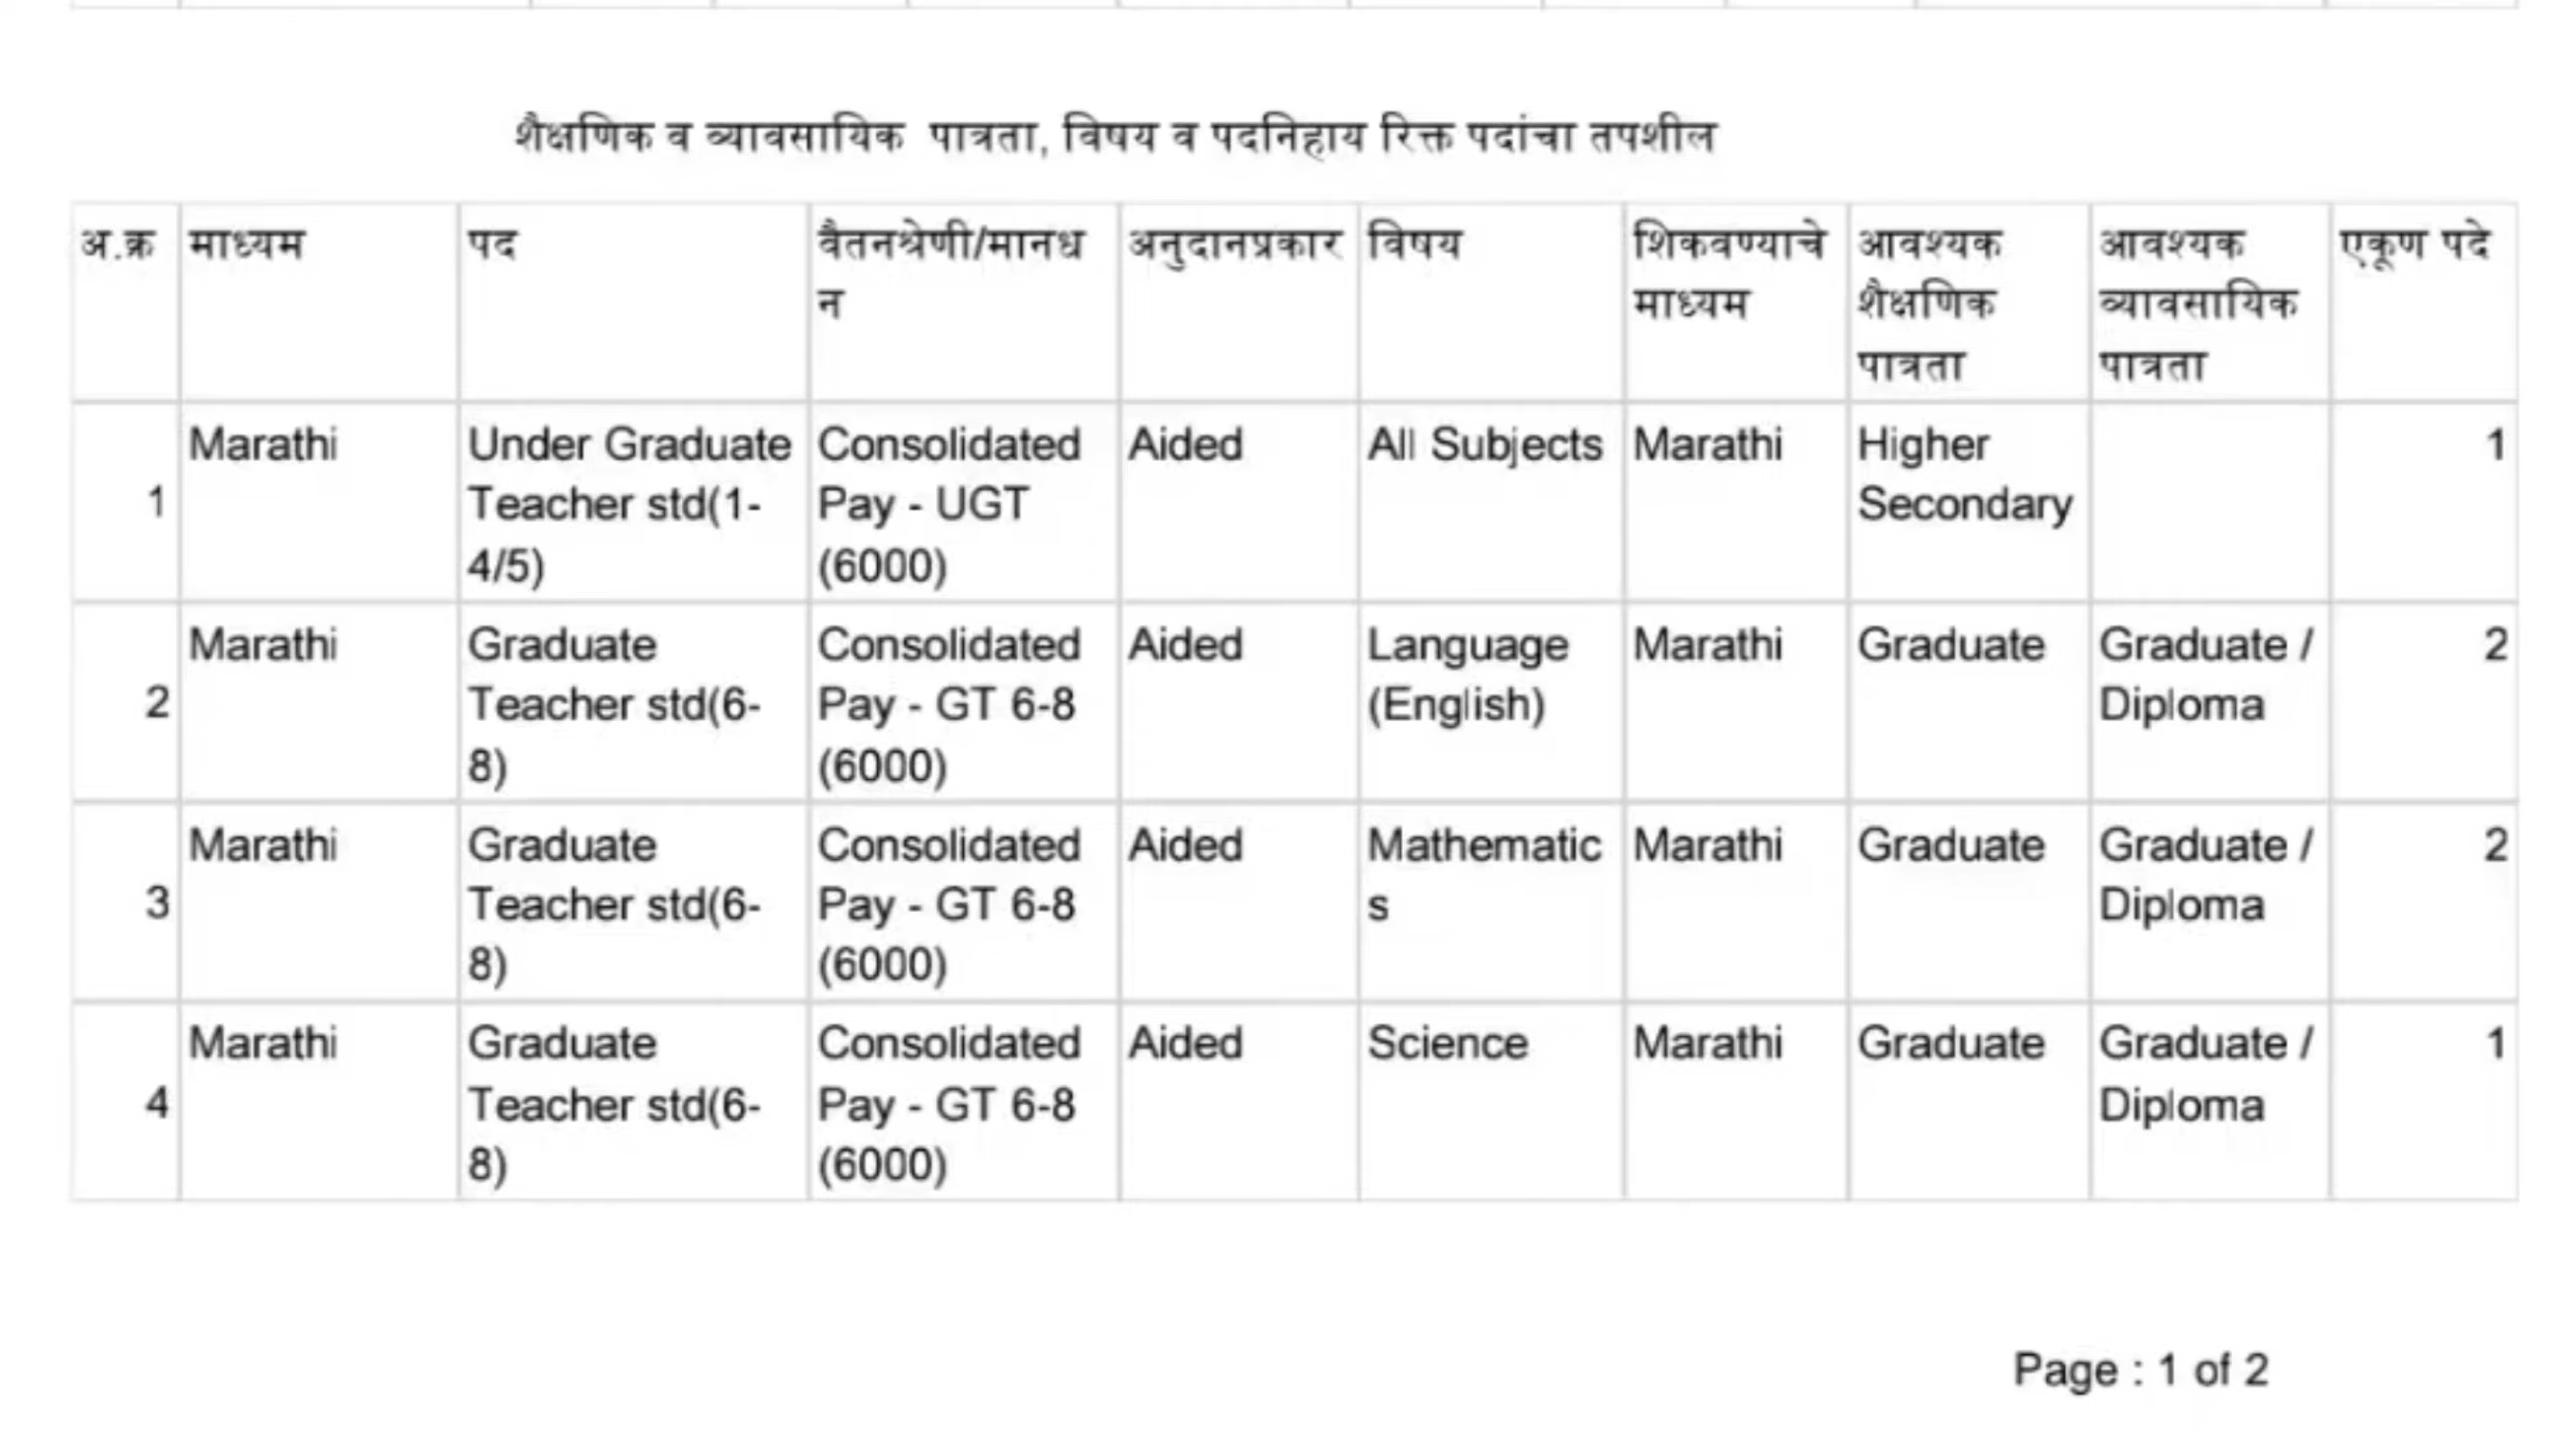 शैक्षणिक व व्यावसायिक पात्रता, विषय व पदनिहाय रिक्त पदांचा तपशील
अ.क्र माध्यम पद वैतनश्रेणी/मानध अनुदानप्रकार विषय शिकवण्याचे आवश्यक आवश्यक एकूण पदे
न माध्यम शैक्षणिक व्यावसायिक
पात्रता पात्रता
Marathi Under Graduate Consolidated Aided All Subjects Marathi Higher 1
1 Teacher std(1- Pay - UGT Secondary
4/5) (6000)
Marathi Graduate Consolidated Aided Language Marathi Graduate Graduate / 2
2 Teacher std(6- Pay - GT 6-8 (English) Diploma
8) (6000)
Marathi Graduate Consolidated Aided Mathematic Marathi Graduate Graduate / 2
3 Teacher std(6- Pay - GT 6-8 s Diploma
8) (6000)
Marathi Graduate Consolidated Aided Science Marathi Graduate Graduate / 1
4 Teacher std(6- Pay - GT 6-8 Diploma
8) (6000)
Page : 1 of 2